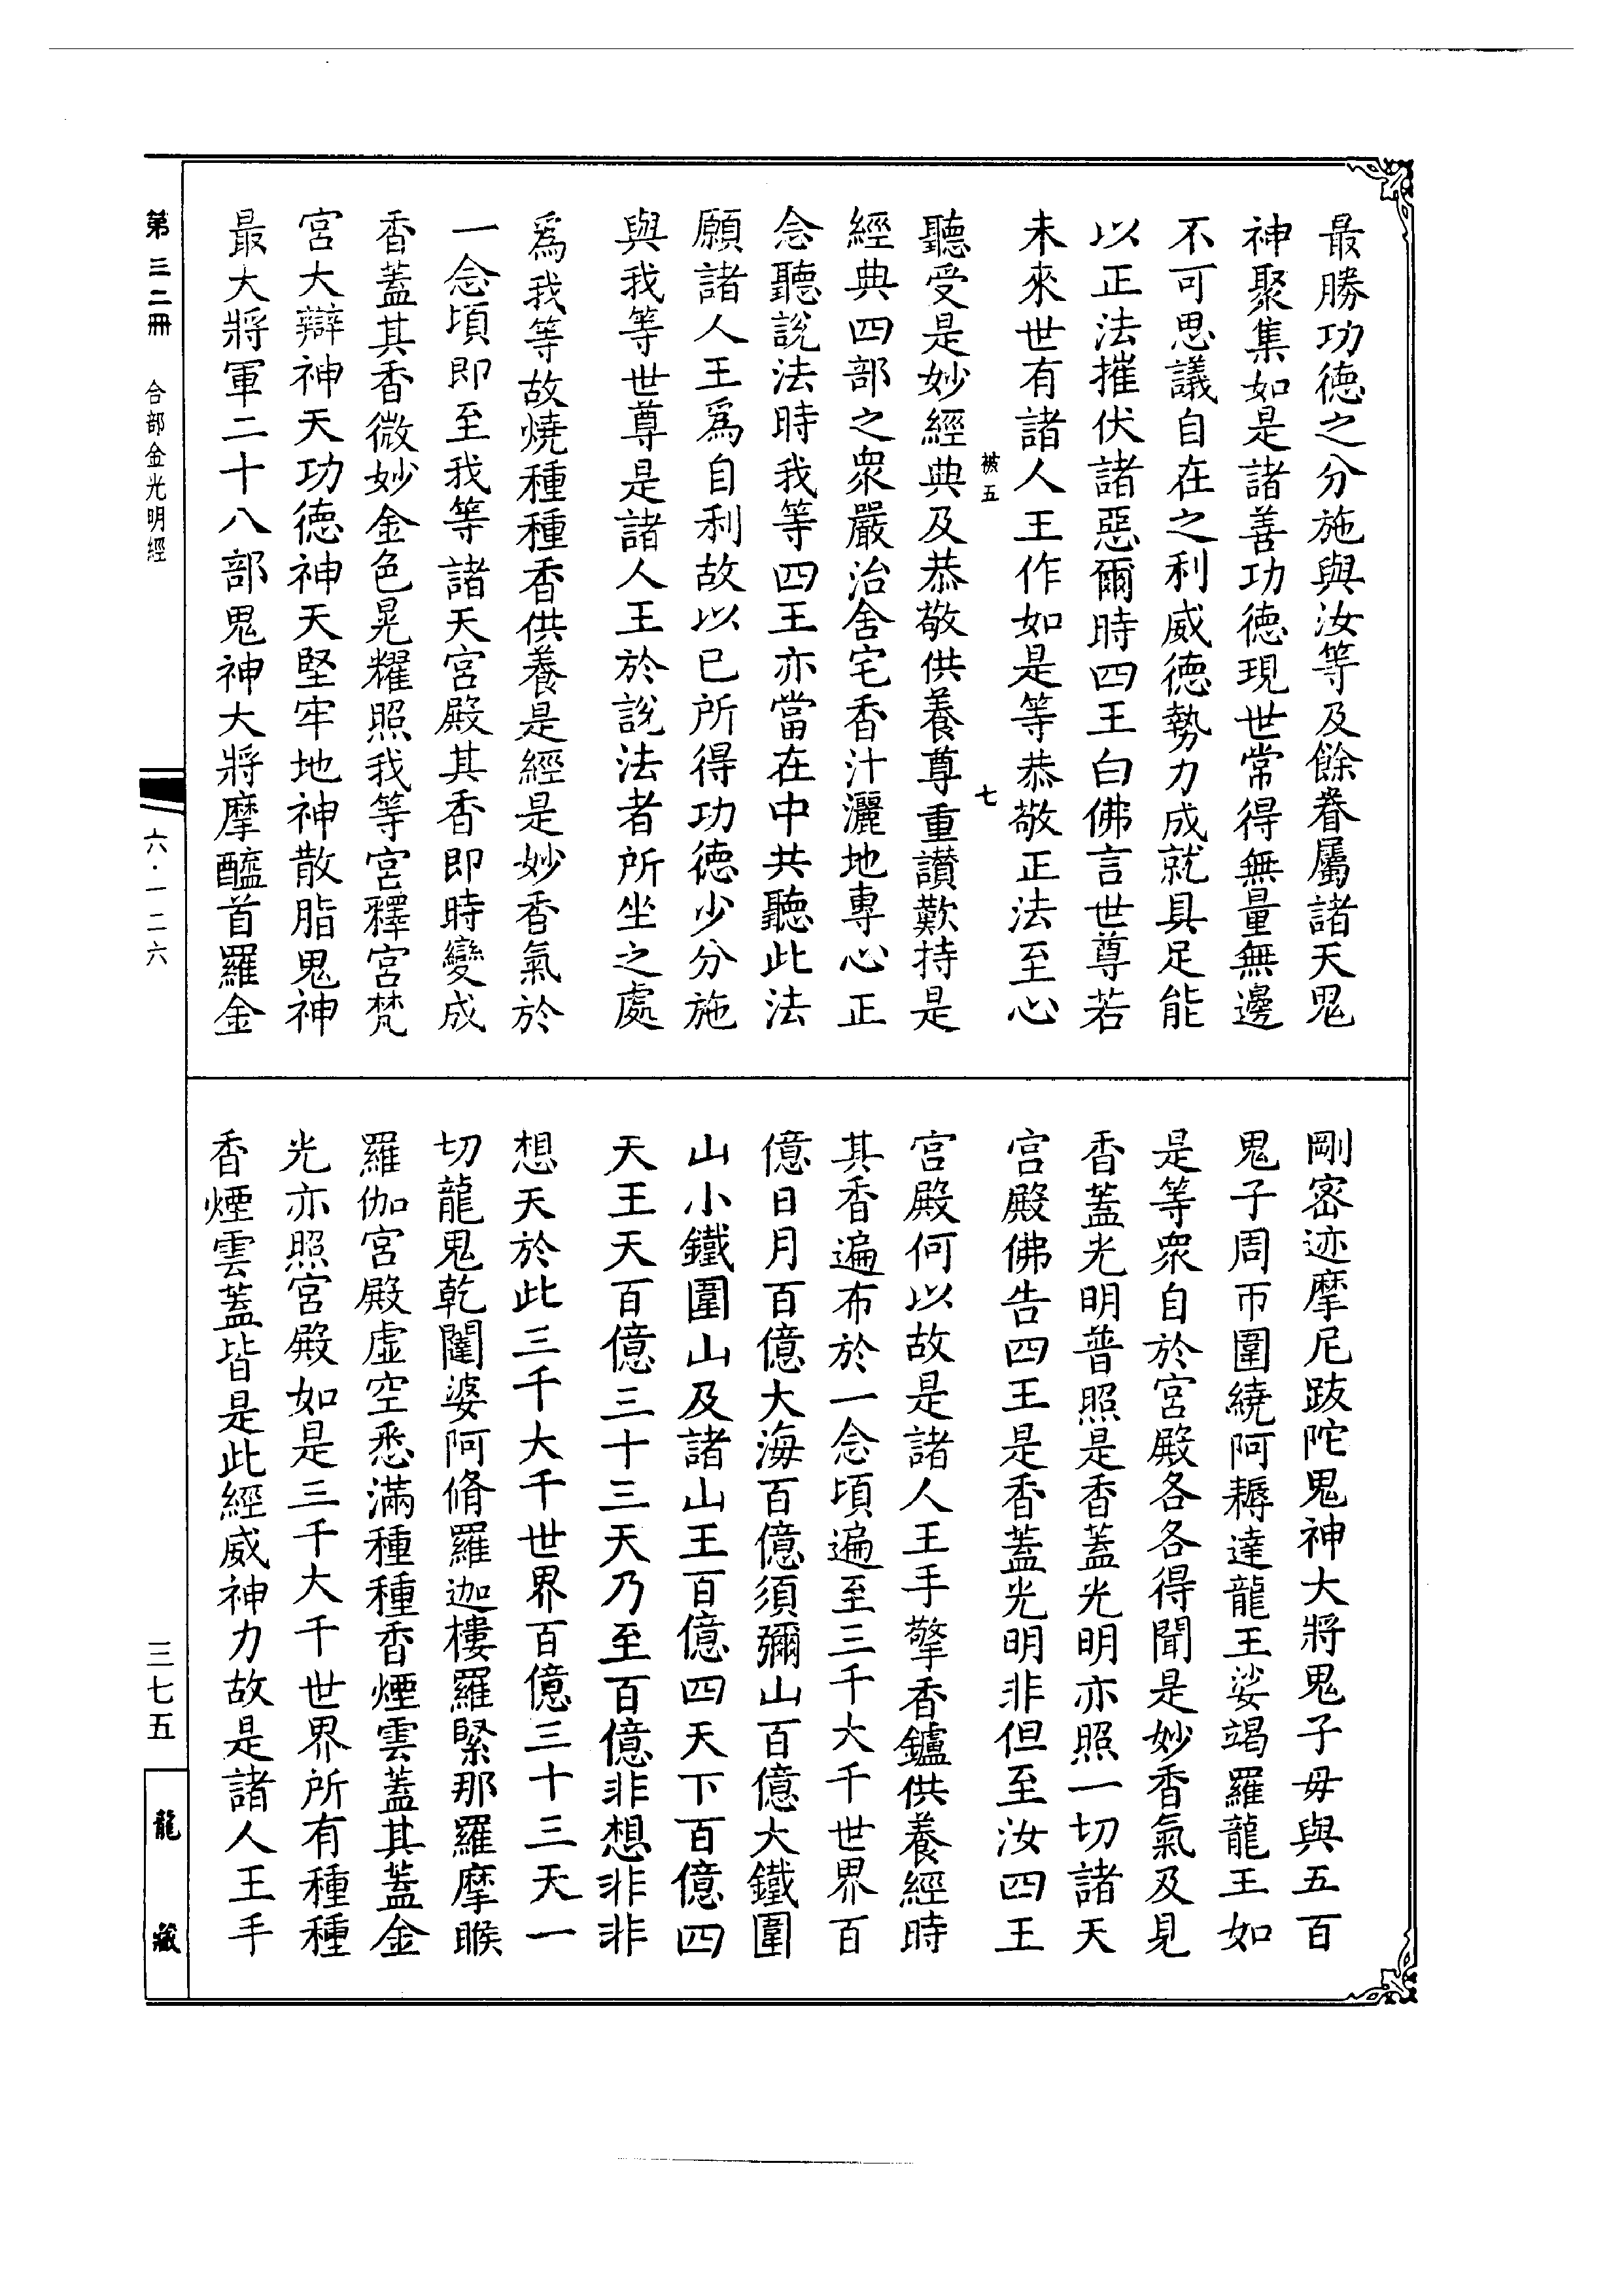 最勝功德之分施與汝等及餘眷屬諸天鬼
神聚集如是諸善功德現世常得無量無邊
不可思議自在之利威德勢力成就具足能
以正法摧伏諸惡爾時四王白佛言世尊若
未來世有諸人王作如是等恭敬正法至心
被五　七
聽受是妙經典及恭敬供養尊重讚歎持是
經典四部之衆嚴治舍宅香汁灑地專心正
念聽說法時我等四王亦當在中共聽此法
願諸人王爲自利故以已所得功德少分施
與我等世尊是諸人王於說法者所坐之處
爲我等故燒種種香供養是經是妙香氣於
一念頃即至我等諸天宮殿其香即時變成
香蓋其香微妙金色晃耀照我等宮釋宮梵
宮大辯神天功德神天堅牢地神散脂鬼神
最大將軍二十八部鬼神大將摩醯首羅金
剛密迹摩尼跋陀鬼神大將鬼子母與五百
鬼子周帀圍繞阿耨達龍王娑竭羅龍王如
是等衆自於宮殿各各得聞是妙香氣及見
香蓋光明普照是香蓋光明亦照一切諸天
宮殿佛告四王是香蓋光明非但至汝四王
宮殿何以故是諸人王手擎香鑪供養經時
其香遍布於一念頃遍至三千大千世界百
億日月百億大海百億須彌山百億大鐵圍
山小鐵圍山及諸山王百億四天下百億四
天王天百億三十三天乃至百億非想非非
想天於此三千大千世界百億三十三天一
切龍鬼乾闥婆阿脩羅迦樓羅緊那羅摩睺
羅伽宮殿虛空悉滿種種香煙雲蓋其蓋金
光亦照宮殿如是三千大千世界所有種種
香煙雲蓋皆是此經威神力故是諸人王手
第三二冊　合部金光明經
六·一二六
三七五
龍藏